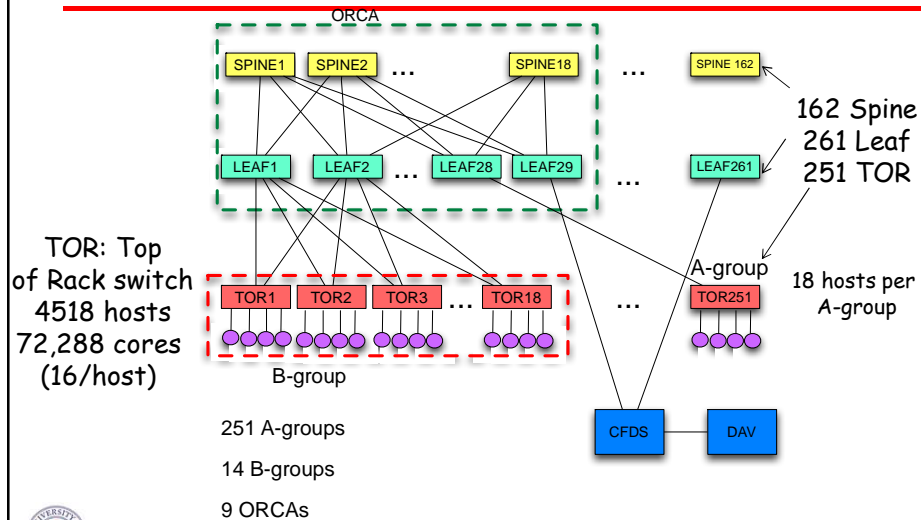 ORCA
SPINE1 SPINE2 ... SPINE18 ... SPINE 162
162 Spine
261 Leaf
251 TOR
LEAF1 LEAF2 ... LEAF28 LEAF29 ... LEAF261
TOR: Top
of Rack switch
4518 hosts
72,288 cores
(16/host)
A-group
TOR1 TOR2 TOR3 ... TOR18 ... TOR251
18 hosts per
A-group
B-group
CFDS DAV
251 A-groups
14 B-groups
9 ORCAs